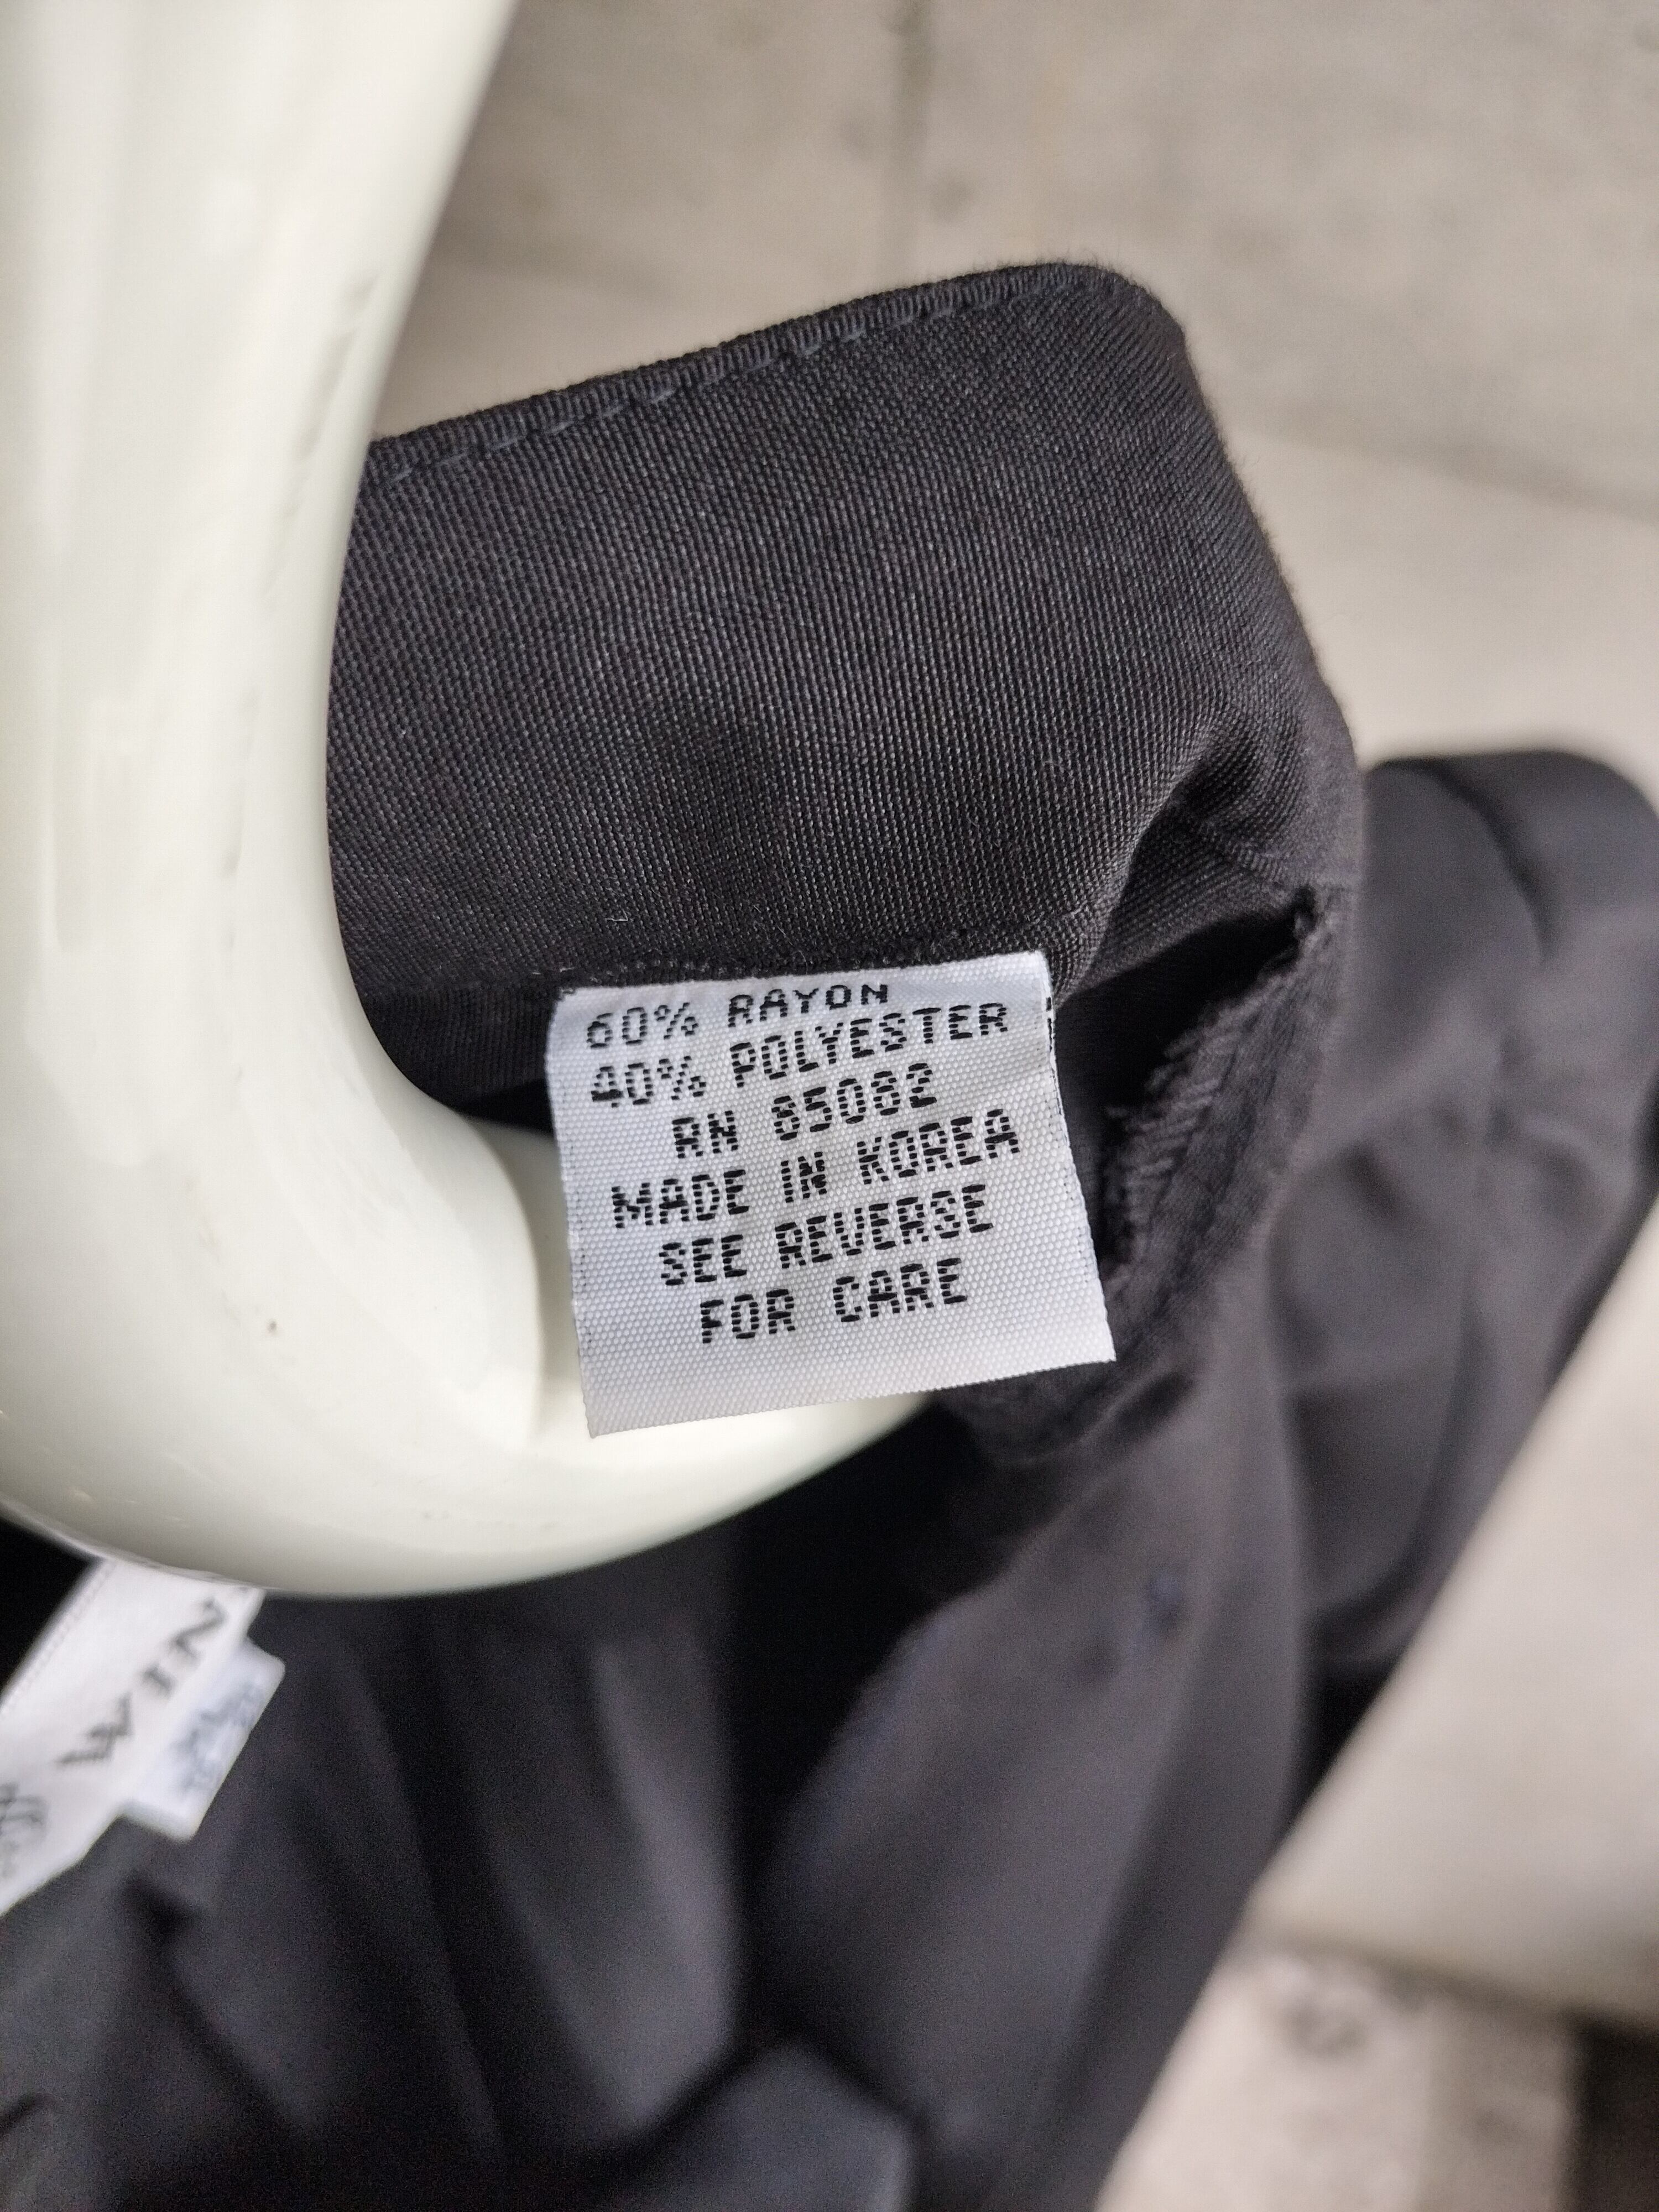 60% RAYON
40% POLYESTER
RN 85082
MADE IN KOREA
SEE REVERSE
FOR CARE